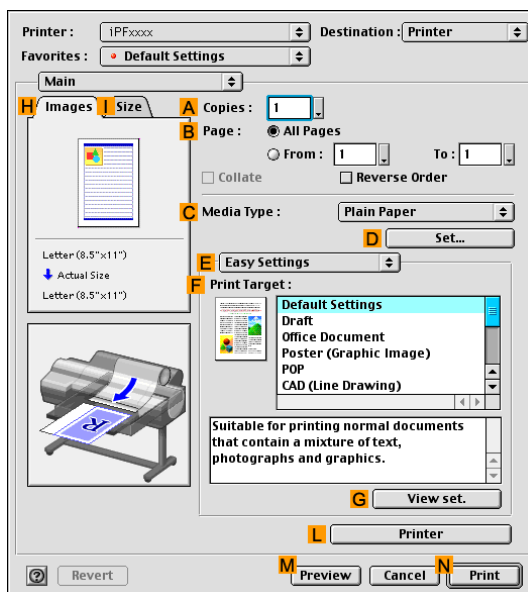 Printer : iPFxxxx Destination : Printer
Favorites : Default Settings
Main
H Images I Size
A Copies : 1
B Page : All Pages
From : 1 To : 1
Collate Reverse Order
C Media Type : Plain Paper
D Set...
Letter (8.5"x11")
Actual Size
Letter (8.5"x11")
E Easy Settings
F Print Target :
Default Settings
Draft
Office Document
Poster (Graphic Image)
POP
CAD (Line Drawing)
R
Suitable for printing normal documents
that contain a mixture of text,
photographs and graphics.
G View set.
L Printer
? Revert M Preview Cancel N Print